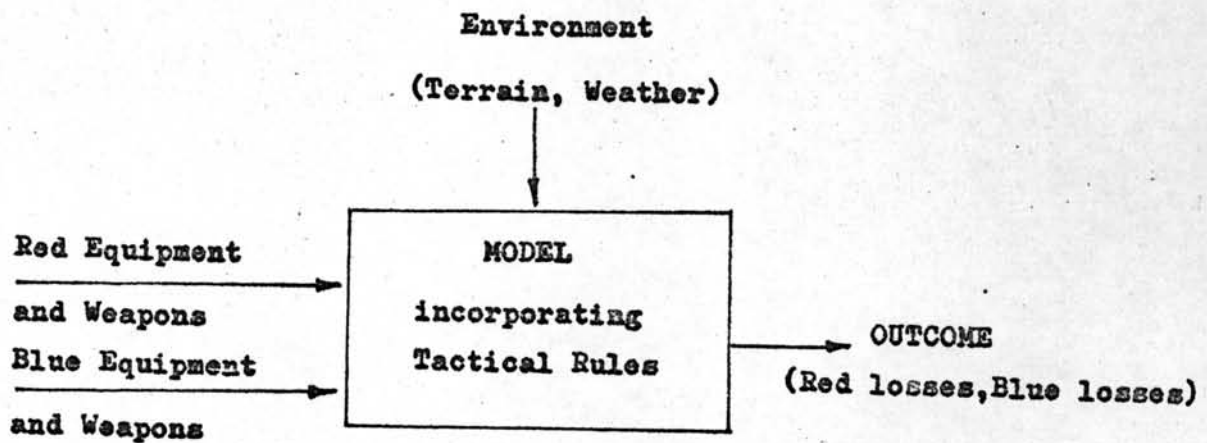 Environment
(Terrain, Weather)
Red Equipment
and Weapons
Blue Equipment
and Weapons
MODEL
incorporating
Tactical Rules
OUTCOME
(Red losses,Blue losses)